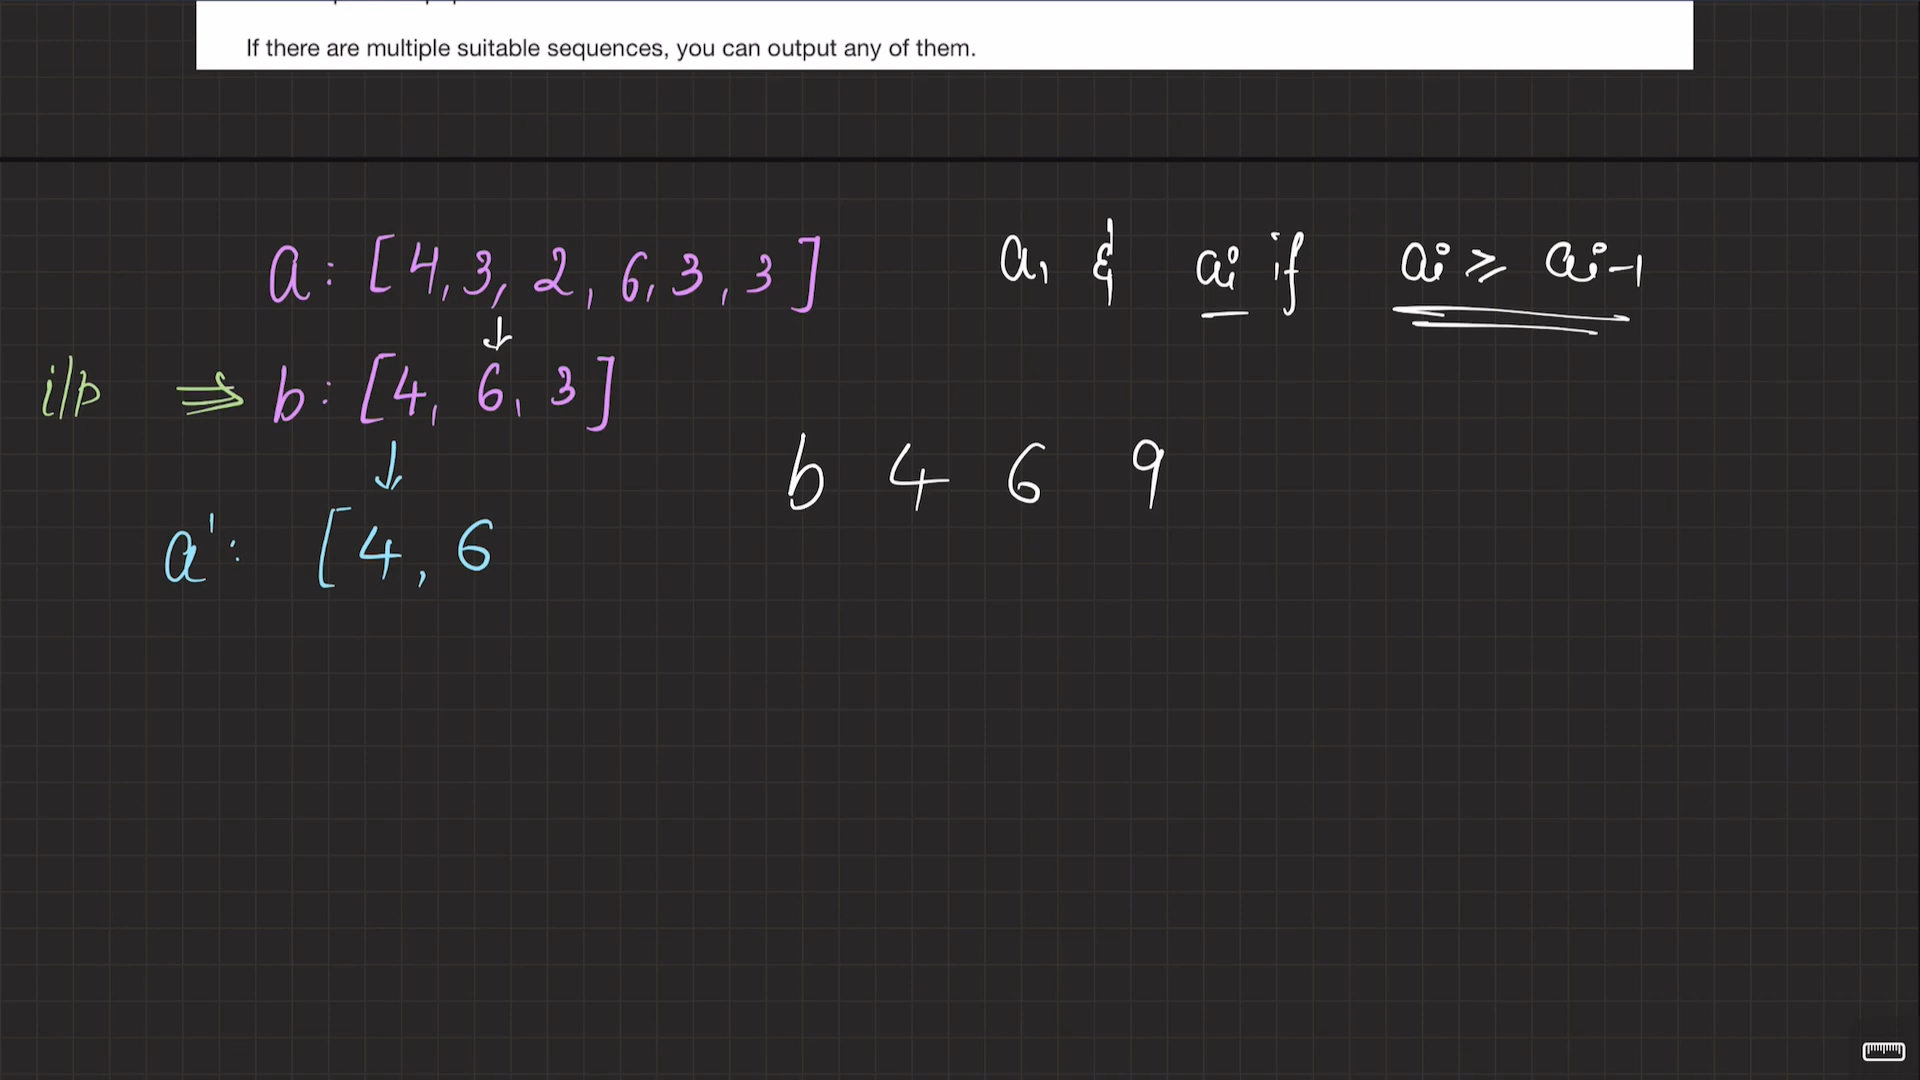 If there are multiple suitable sequences, you can output any of them.
a: [4, 3, 2, 6, 3, 3]
a₁ & aᵢ if aᵢ ≥ aᵢ₋₁
i/p ⇒ b: [4, 6, 3]
b 4 6 9
a': [4, 6